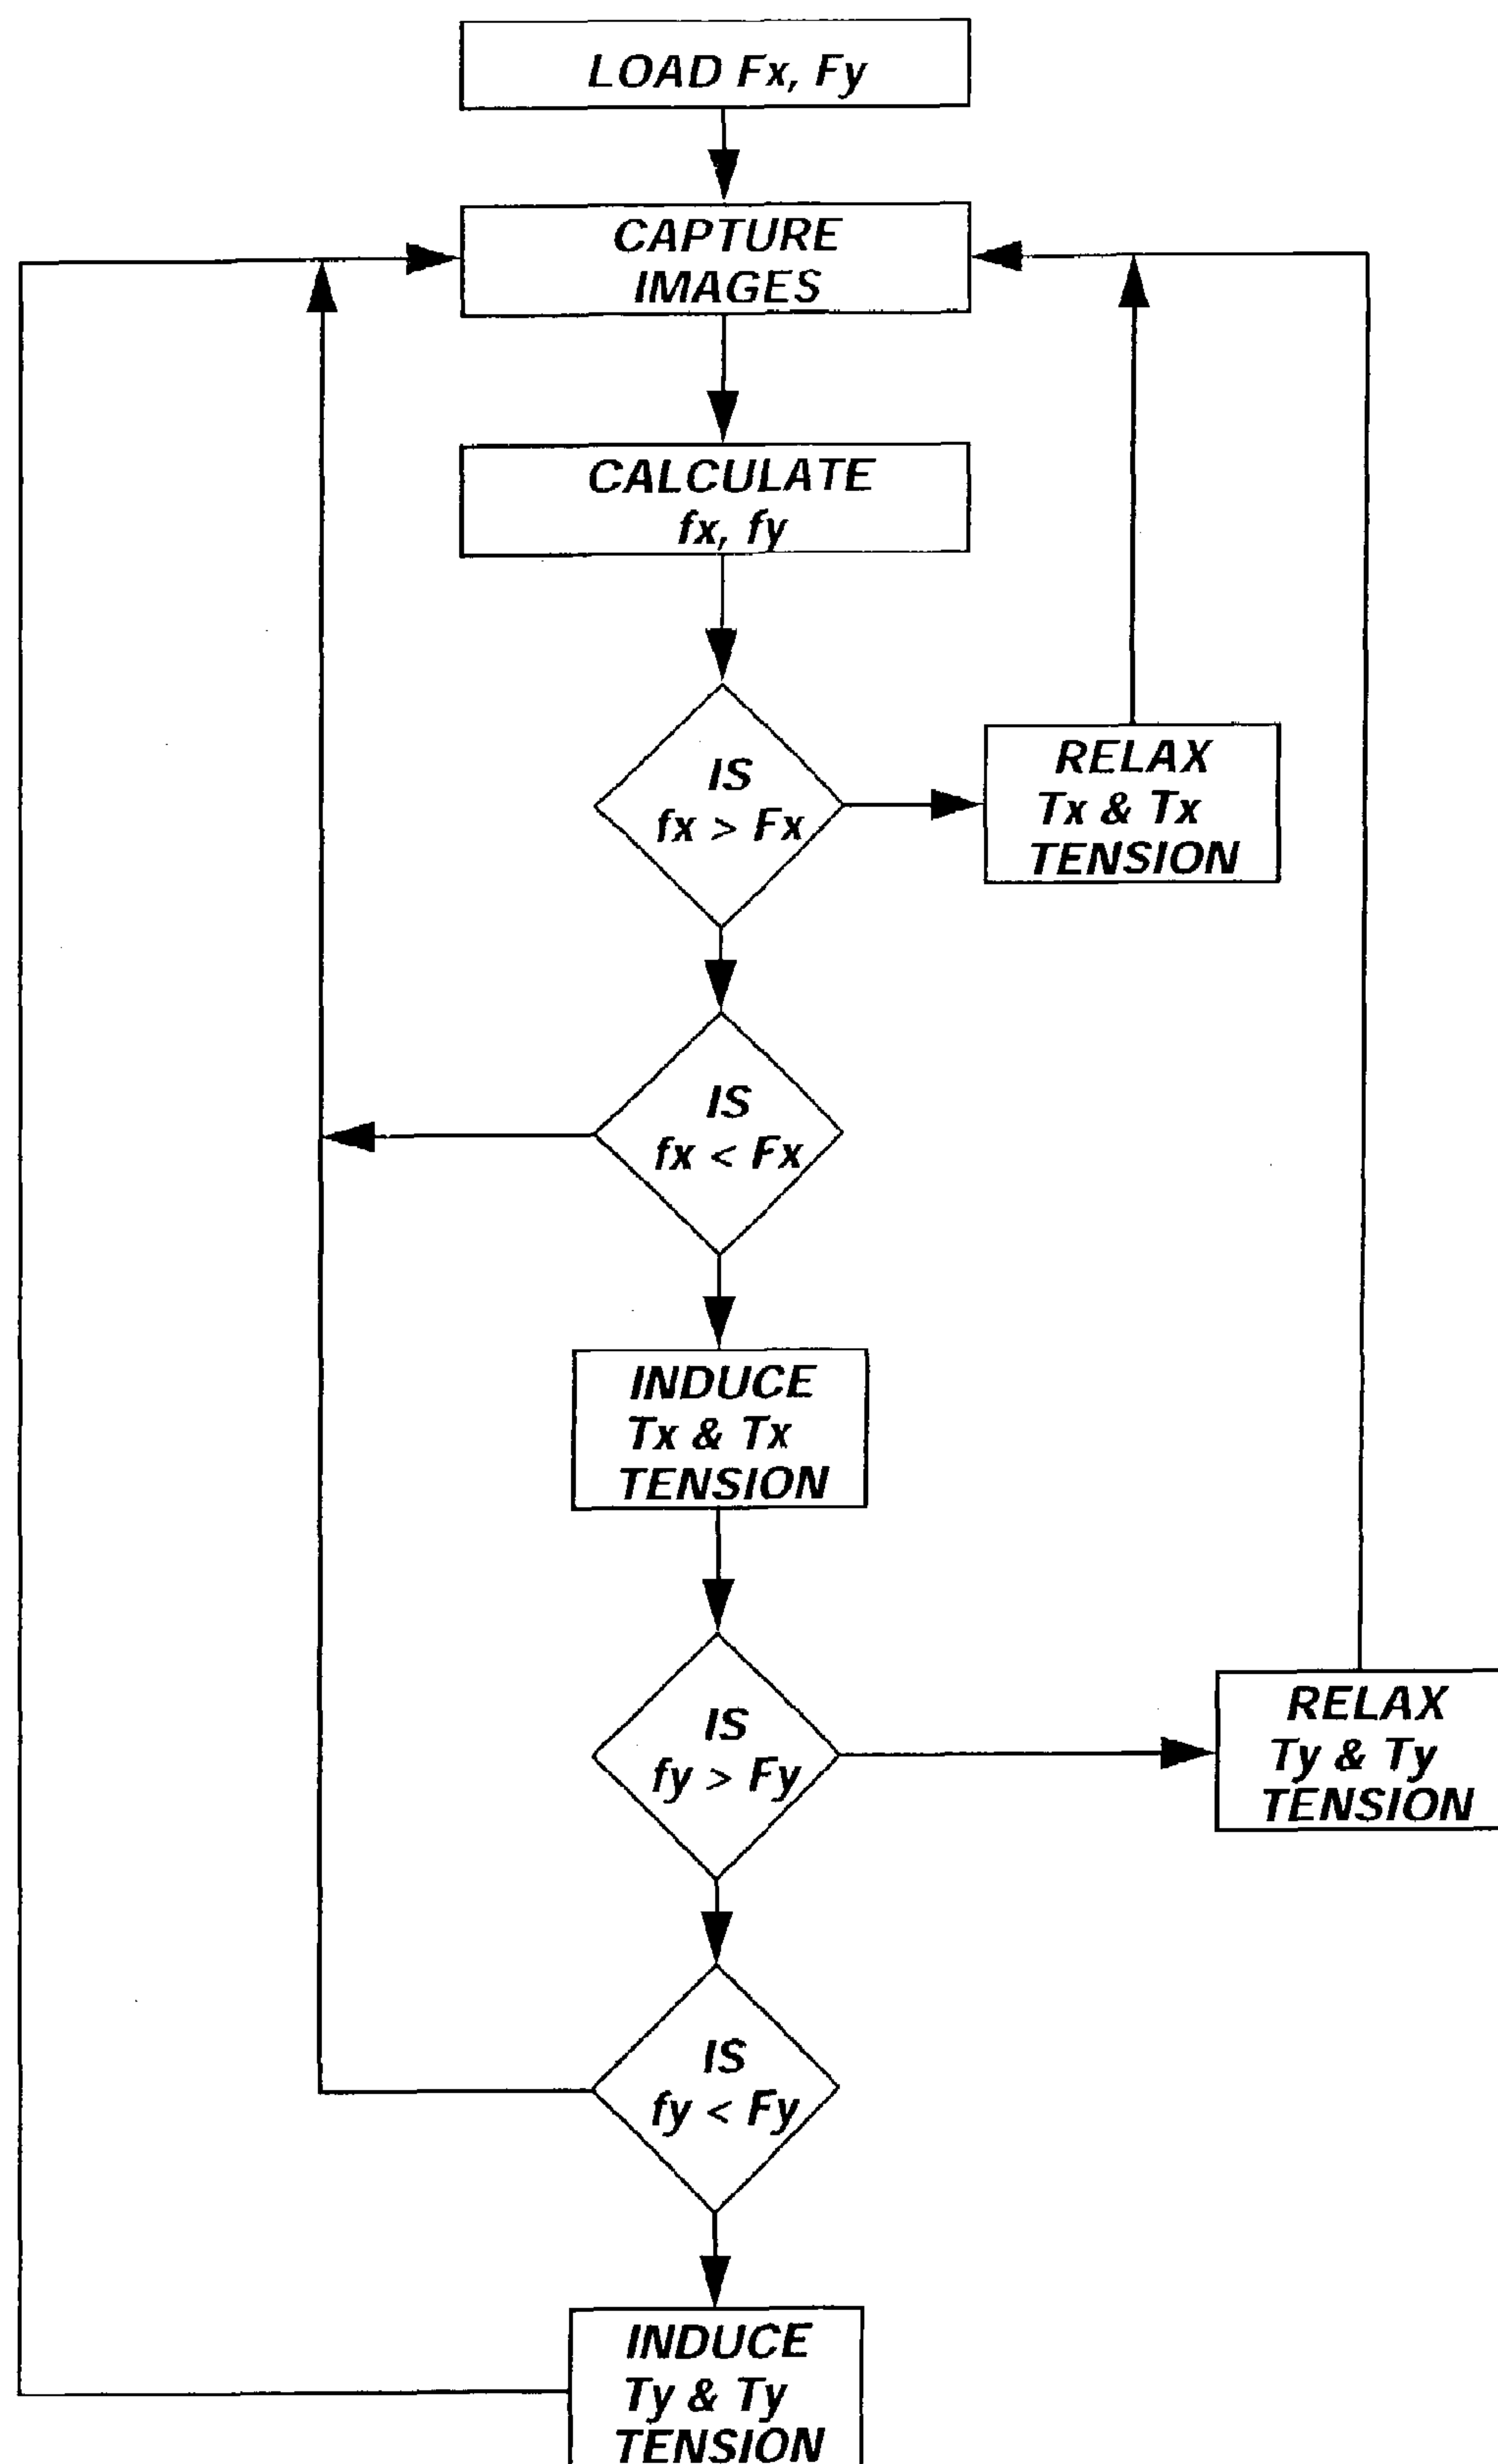 LOAD Fx, Fy
CAPTURE
IMAGES
CALCULATE
fx, fy
IS
fx > Fx
RELAX
Tx & Tx
TENSION
IS
fx < Fx
INDUCE
Tx & Tx
TENSION
IS
fy > Fy
RELAX
Ty & Ty
TENSION
IS
fy < Fy
INDUCE
Ty & Ty
TENSION